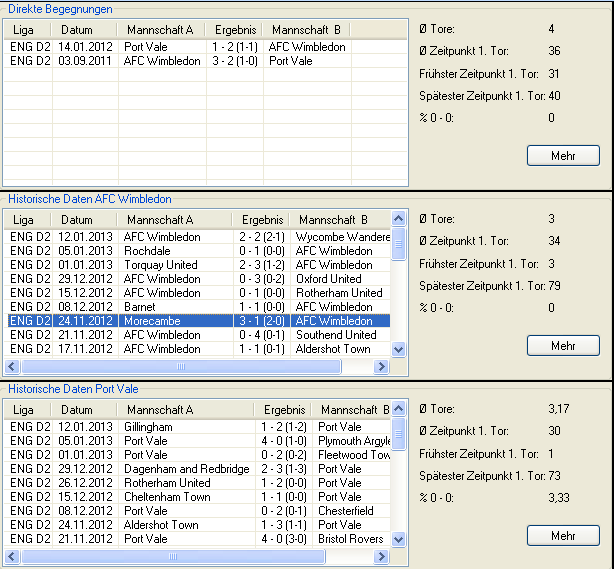 Direkte Begegnungen
Liga Datum Mannschaft A Ergebnis Mannschaft B
ENG D2 14.01.2012 Port Vale 1 - 2 (1-1) AFC Wimbledon
ENG D2 03.09.2011 AFC Wimbledon 3 - 2 (1-0) Port Vale
Ø Tore: 4
Ø Zeitpunkt 1. Tor: 36
Frühster Zeitpunkt 1. Tor: 31
Spätester Zeitpunkt 1. Tor: 40
% 0 - 0: 0
Mehr
Historische Daten AFC Wimbledon
Liga Datum Mannschaft A Ergebnis Mannschaft B
ENG D2 12.01.2013 AFC Wimbledon 2 - 2 (2-1) Wycombe Wandere
ENG D2 05.01.2013 Rochdale 0 - 1 (0-0) AFC Wimbledon
ENG D2 01.01.2013 Torquay United 2 - 3 (1-2) AFC Wimbledon
ENG D2 29.12.2012 AFC Wimbledon 0 - 3 (0-2) Oxford United
ENG D2 15.12.2012 AFC Wimbledon 0 - 1 (0-0) Rotherham United
ENG D2 08.12.2012 Barnet 1 - 1 (0-0) AFC Wimbledon
ENG D2 24.11.2012 Morecambe 3 - 1 (2-0) AFC Wimbledon
ENG D2 21.11.2012 AFC Wimbledon 0 - 4 (0-1) Southend United
ENG D2 17.11.2012 AFC Wimbledon 1 - 1 (0-1) Aldershot Town
Ø Tore: 3
Ø Zeitpunkt 1. Tor: 34
Frühster Zeitpunkt 1. Tor: 3
Spätester Zeitpunkt 1. Tor: 79
% 0 - 0: 0
Mehr
Historische Daten Port Vale
Liga Datum Mannschaft A Ergebnis Mannschaft B
ENG D2 12.01.2013 Gillingham 1 - 2 (1-2) Port Vale
ENG D2 05.01.2013 Port Vale 4 - 0 (1-0) Plymouth Argyle
ENG D2 01.01.2013 Port Vale 0 - 2 (0-2) Fleetwood Tow
ENG D2 29.12.2012 Dagenham and Redbridge 2 - 3 (1-3) Port Vale
ENG D2 26.12.2012 Rotherham United 1 - 2 (0-0) Port Vale
ENG D2 15.12.2012 Cheltenham Town 1 - 1 (0-0) Port Vale
ENG D2 08.12.2012 Port Vale 0 - 2 (0-1) Chesterfield
ENG D2 24.11.2012 Aldershot Town 1 - 3 (1-1) Port Vale
ENG D2 21.11.2012 Port Vale 4 - 0 (3-0) Bristol Rovers
Ø Tore: 3,17
Ø Zeitpunkt 1. Tor: 30
Frühster Zeitpunkt 1. Tor: 1
Spätester Zeitpunkt 1. Tor: 73
% 0 - 0: 3,33
Mehr